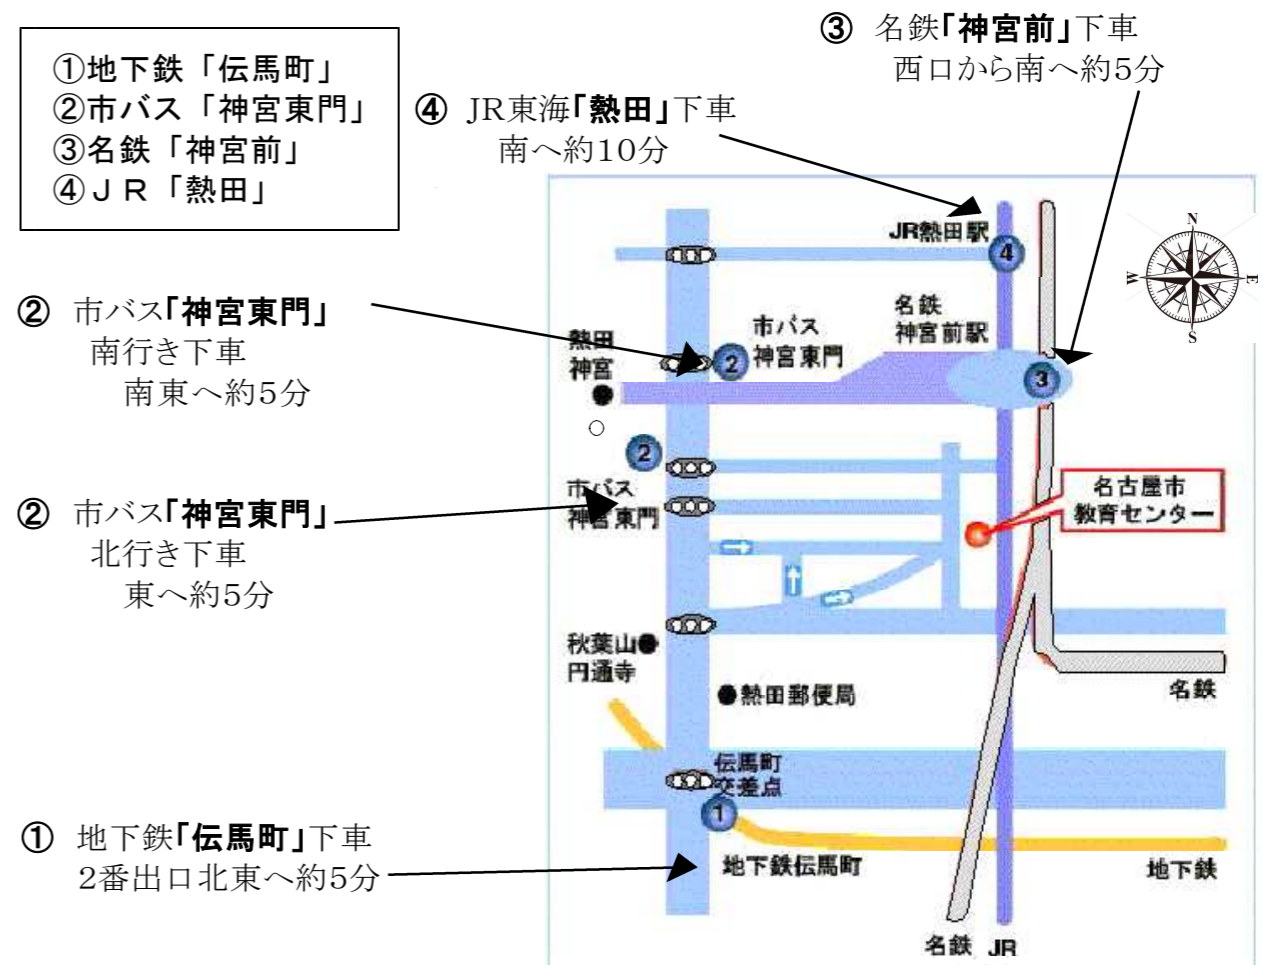 ①地下鉄「伝馬町」
②市バス「神宮東門」
③名鉄「神宮前」
④ＪＲ「熱田」
③ 名鉄「神宮前」下車
西口から南へ約5分
④ JR東海「熱田」下車
南へ約10分
② 市バス「神宮東門」
南行き下車
南東へ約5分
② 市バス「神宮東門」
北行き下車
東へ約5分
① 地下鉄「伝馬町」下車
2番出口北東へ約5分
JR熱田駅
4
N
W
E
S
名鉄
神宮前駅
市バス
神宮東門
2
熱田
神宮
3
2
市バス
神宮東門
名古屋市
教育センター
秋葉山
円通寺
熱田郵便局
名鉄
伝馬町
交差点
1
地下鉄伝馬町
地下鉄
名鉄
JR